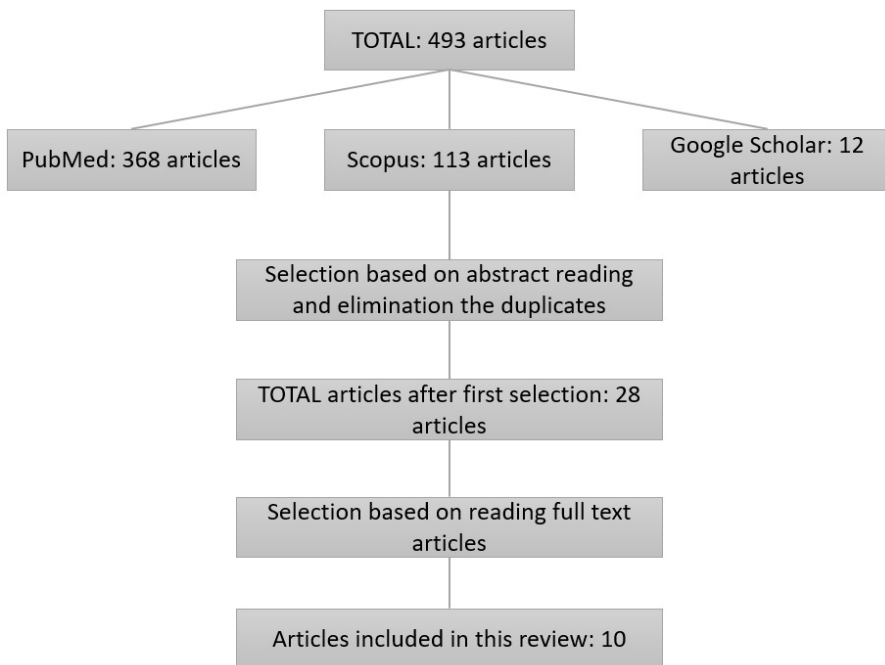 TOTAL: 493 articles
PubMed: 368 articles
Scopus: 113 articles
Google Scholar: 12
articles
Selection based on abstract reading
and elimination the duplicates
TOTAL articles after first selection: 28
articles
Selection based on reading full text
articles
Articles included in this review: 10